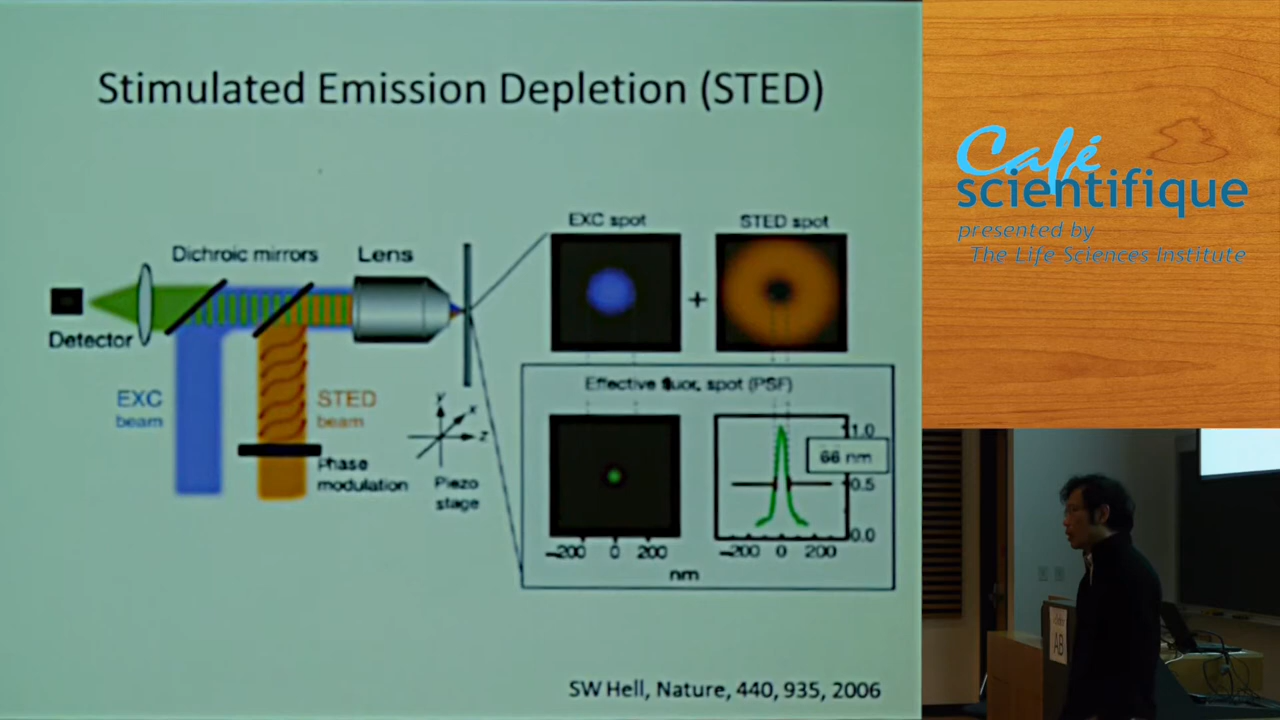 Stimulated Emission Depletion (STED)
EXC spot
STED spot
Dichroic mirrors
Lens
+
Detector
Effective fluor. spot (PSF)
EXC
beam
STED
beam
y
x
z
1.0
66 nm
0.5
0.0
Phase
modulation
Piezo
stage
−200 0 200
−200 0 200
nm
SW Hell, Nature, 440, 935, 2006
Café
scientifique
presented by
The Life Sciences Institute
AB